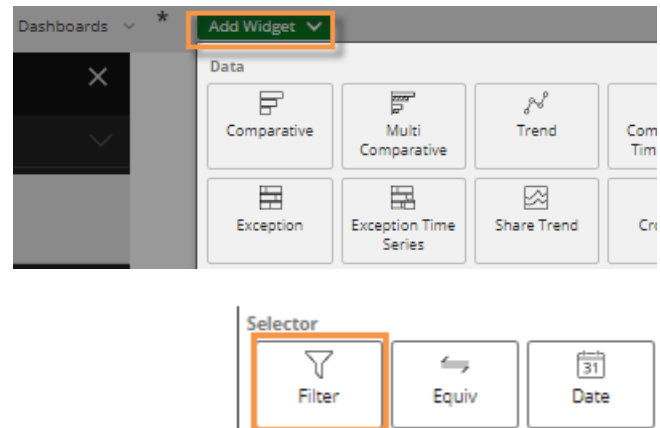 Dashboards *
Add Widget
Data
Comparative
Multi
Comparative
Trend
Exception
Exception Time
Series
Share Trend
Selector
Filter
Equiv
31
Date